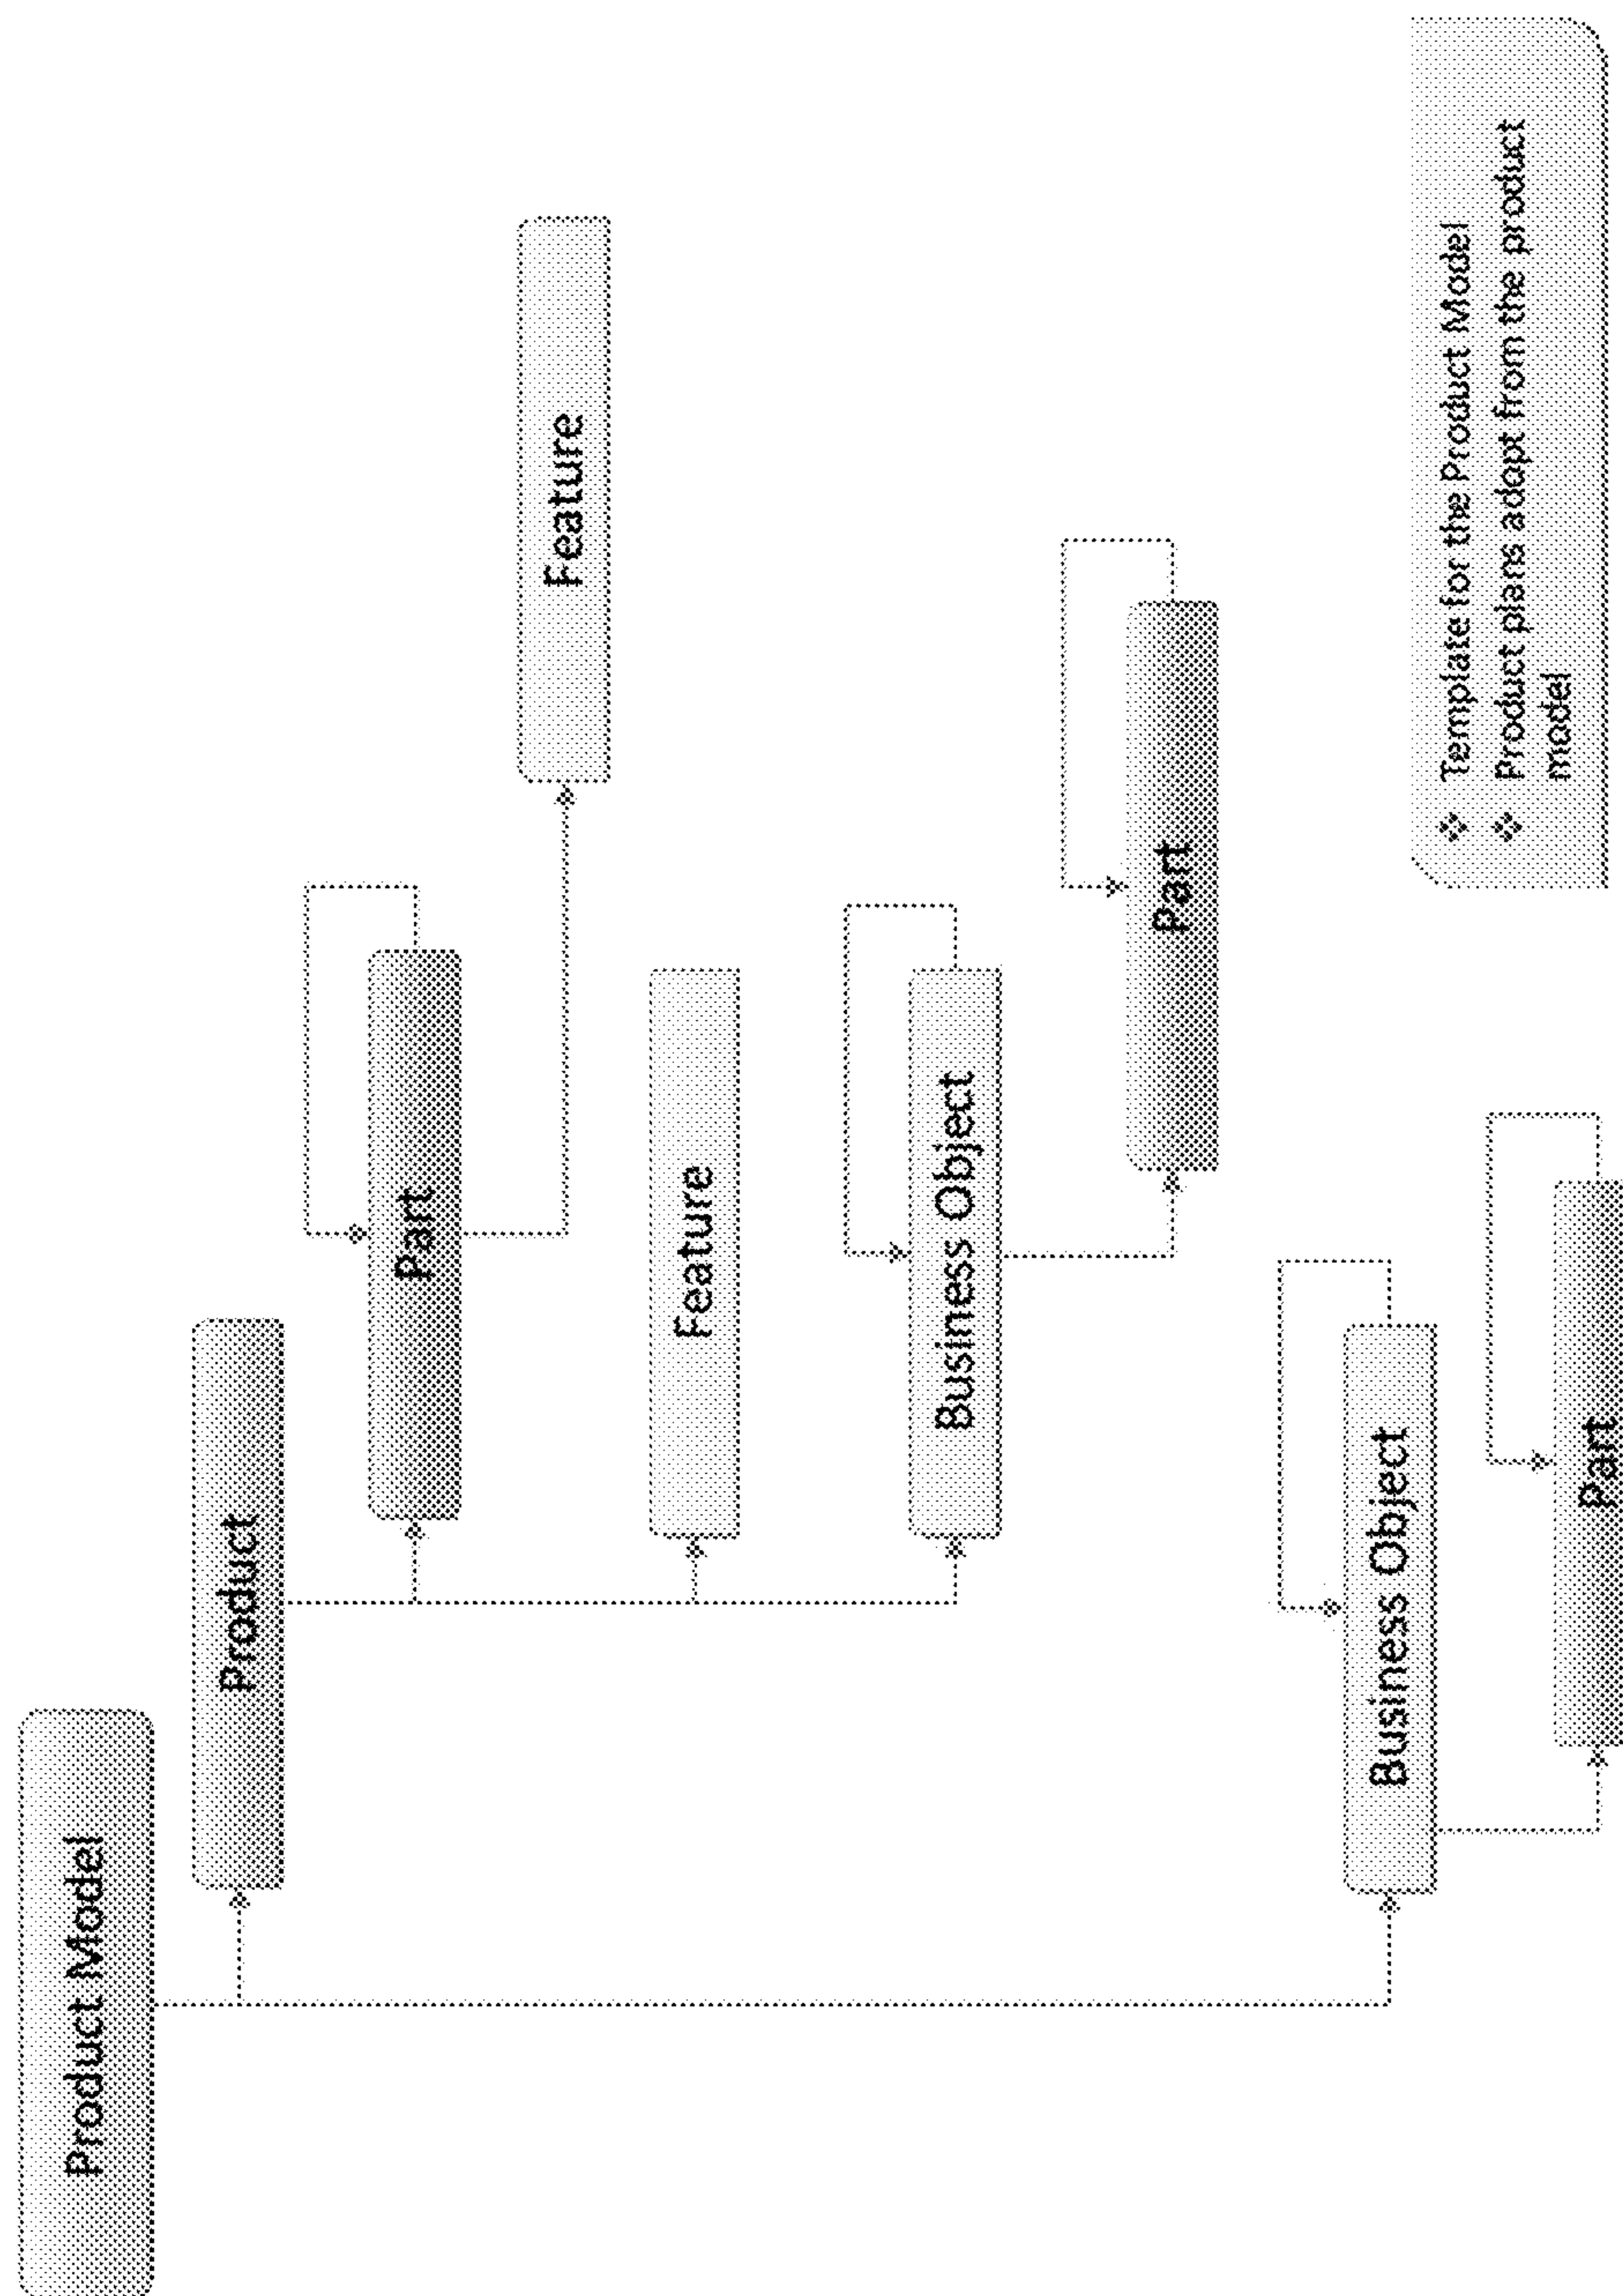 Product Model
Product
Part
Feature
Feature
Business Object
Part
Business Object
Part
❖ Template for the Product Model
❖ Product plans adapt from the product
model